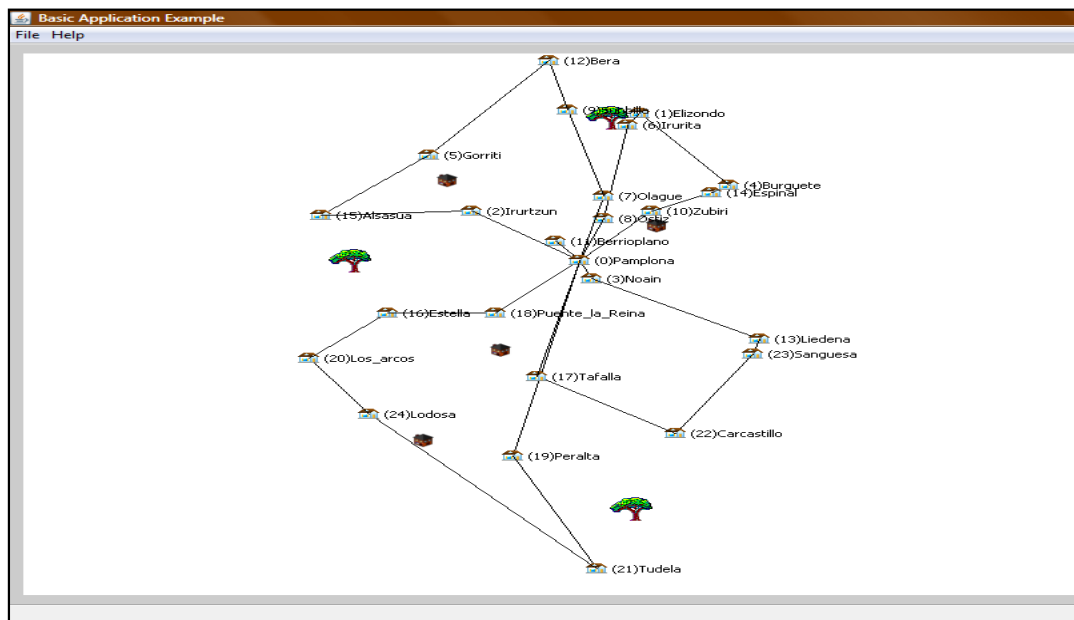 Basic Application Example
File Help
(12)Bera
(1)Elizondo
(6)Irurita
(5)Gorriti
(4)Burguete
(14)Espinal
(7)Olague
(2)Irurtzun
(10)Zubiri
(15)Alsasua
(8)Ostiz
(11)Berrioplano
(0)Pamplona
(3)Noain
(16)Estella
(18)Puente_la_Reina
(13)Liedena
(23)Sanguesa
(20)Los_arcos
(17)Tafalla
(24)Lodosa
(22)Carcastillo
(19)Peralta
(21)Tudela